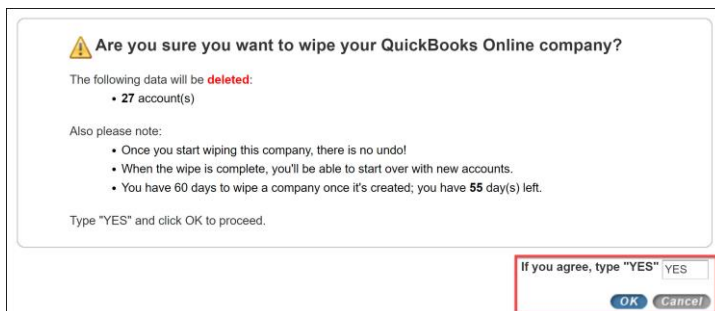 Are you sure you want to wipe your QuickBooks Online company?
The following data will be deleted:
• 27 account(s)
Also please note:
• Once you start wiping this company, there is no undo!
• When the wipe is complete, you'll be able to start over with new accounts.
• You have 60 days to wipe a company once it's created; you have 55 day(s) left.
Type "YES" and click OK to proceed.
If you agree, type "YES" YES
OK Cancel